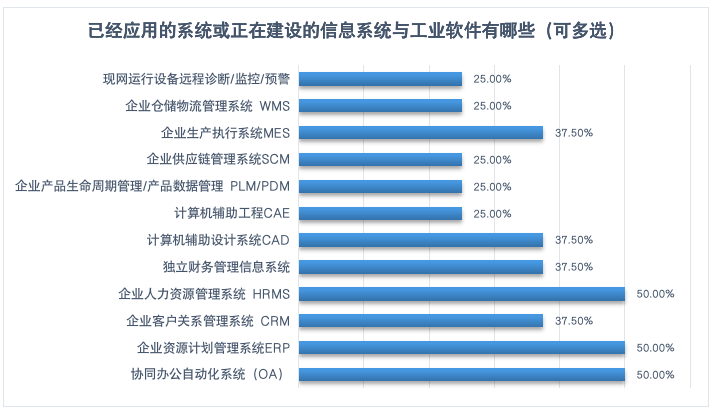 已经应用的系统或正在建设的信息系统与工业软件有哪些（可多选）
现网运行设备远程诊断/监控/预警 25.00%
企业仓储物流管理系统 WMS 25.00%
企业生产执行系统MES 37.50%
企业供应链管理系统SCM 25.00%
企业产品生命周期管理/产品数据管理 PLM/PDM 25.00%
计算机辅助工程CAE 25.00%
计算机辅助设计系统CAD 37.50%
独立财务管理信息系统 37.50%
企业人力资源管理系统 HRMS 50.00%
企业客户关系管理系统 CRM 37.50%
企业资源计划管理系统ERP 50.00%
协同办公自动化系统（OA） 50.00%